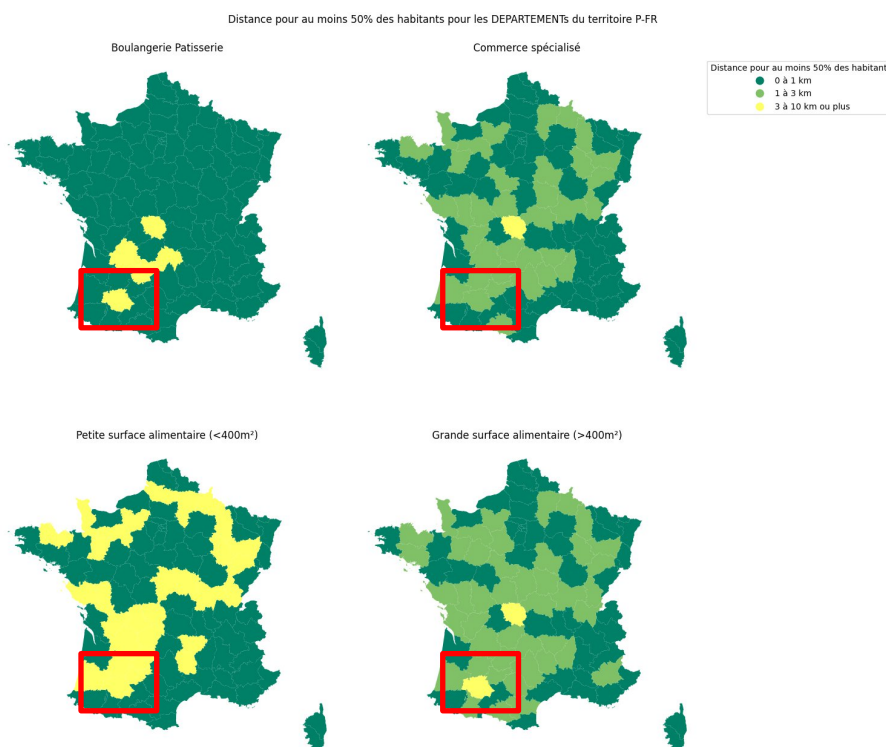 Distance pour au moins 50% des habitants pour les DEPARTEMENTs du territoire P-FR
Boulangerie Patisserie
Commerce spécialisé
Distance pour au moins 50% des habitants
0 à 1 km
1 à 3 km
3 à 10 km ou plus
Petite surface alimentaire (<400m²)
Grande surface alimentaire (>400m²)